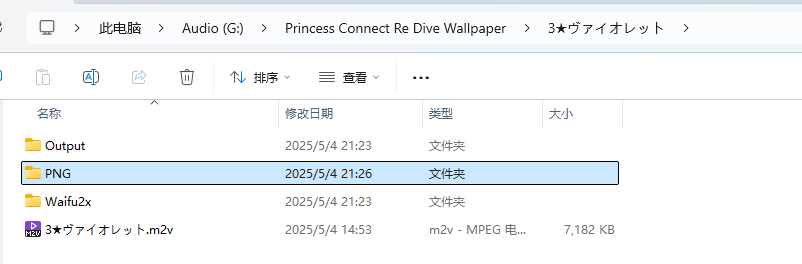 此电脑 > Audio (G:) > Princess Connect Re Dive Wallpaper > 3★ヴァイオレット >
排序 查看 ...
名称 修改日期 类型 大小
Output 2025/5/4 21:23 文件夹
PNG 2025/5/4 21:26 文件夹
Waifu2x 2025/5/4 21:23 文件夹
M2V 3★ヴァイオレット.m2v 2025/5/4 14:53 m2v - MPEG 电... 7,182 KB